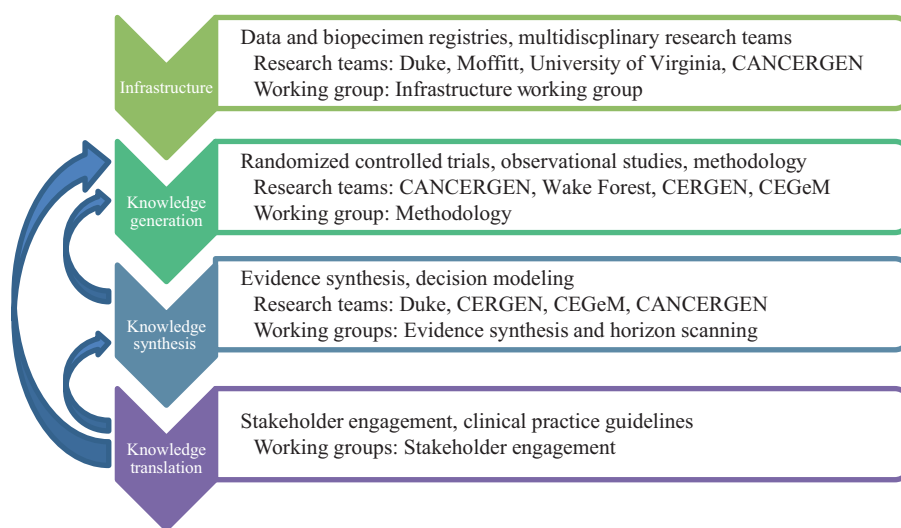 Infrastructure
Data and biopecimen registries, multidiscplinary research teams
Research teams: Duke, Moffitt, University of Virginia, CANCERGEN
Working group: Infrastructure working group
Knowledge
generation
Randomized controlled trials, observational studies, methodology
Research teams: CANCERGEN, Wake Forest, CERGEN, CEGeM
Working group: Methodology
Knowledge
synthesis
Evidence synthesis, decision modeling
Research teams: Duke, CERGEN, CEGeM, CANCERGEN
Working groups: Evidence synthesis and horizon scanning
Knowledge
translation
Stakeholder engagement, clinical practice guidelines
Working groups: Stakeholder engagement